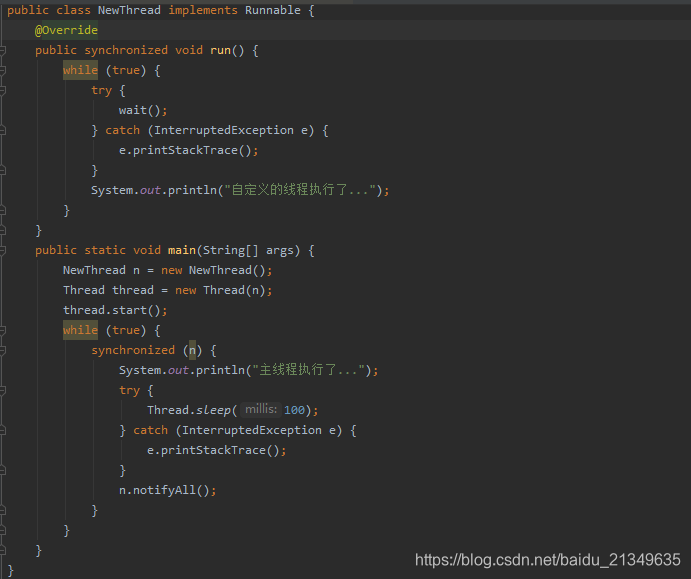 public class NewThread implements Runnable {
@Override
public synchronized void run() {
while (true) {
try {
wait();
} catch (InterruptedException e) {
e.printStackTrace();
}
System.out.println("自定义的线程执行了...");
}
}
public static void main(String[] args) {
NewThread n = new NewThread();
Thread thread = new Thread(n);
thread.start();
while (true) {
synchronized (n) {
System.out.println("主线程执行了...");
try {
Thread.sleep( millis: 100);
} catch (InterruptedException e) {
e.printStackTrace();
}
n.notifyAll();
}
}
}
}
https://blog.csdn.net/baidu_21349635